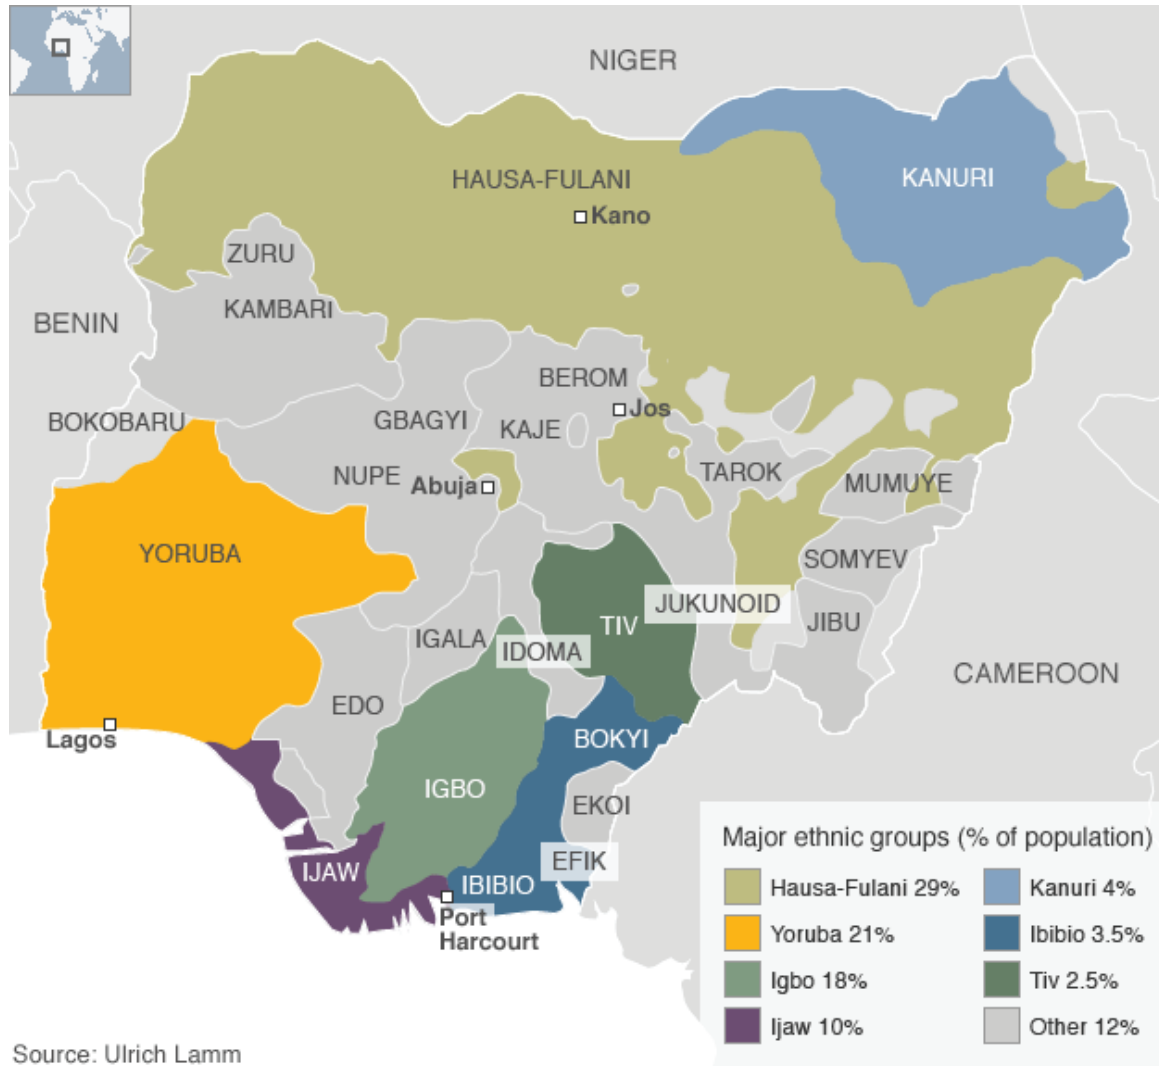 NIGER
HAUSA-FULANI
KANURI
Kano
ZURU
KAMBARI
BENIN
BEROM
Jos
BOKOBARU
GBAGYI
KAJE
NUPE
Abuja
TAROK
MUMUYE
YORUBA
SOMYEV
JUKUNOID
TIV
JIBU
IGALA
IDOMA
CAMEROON
EDO
Lagos
BOKYI
IGBO
EKOI
EFIK
IJAW
IBIBIO
Port
Harcourt
Major ethnic groups (% of population)
Hausa-Fulani 29%
Yoruba 21%
Igbo 18%
Ijaw 10%
Kanuri 4%
Ibibio 3.5%
Tiv 2.5%
Other 12%
Source: Ulrich Lamm